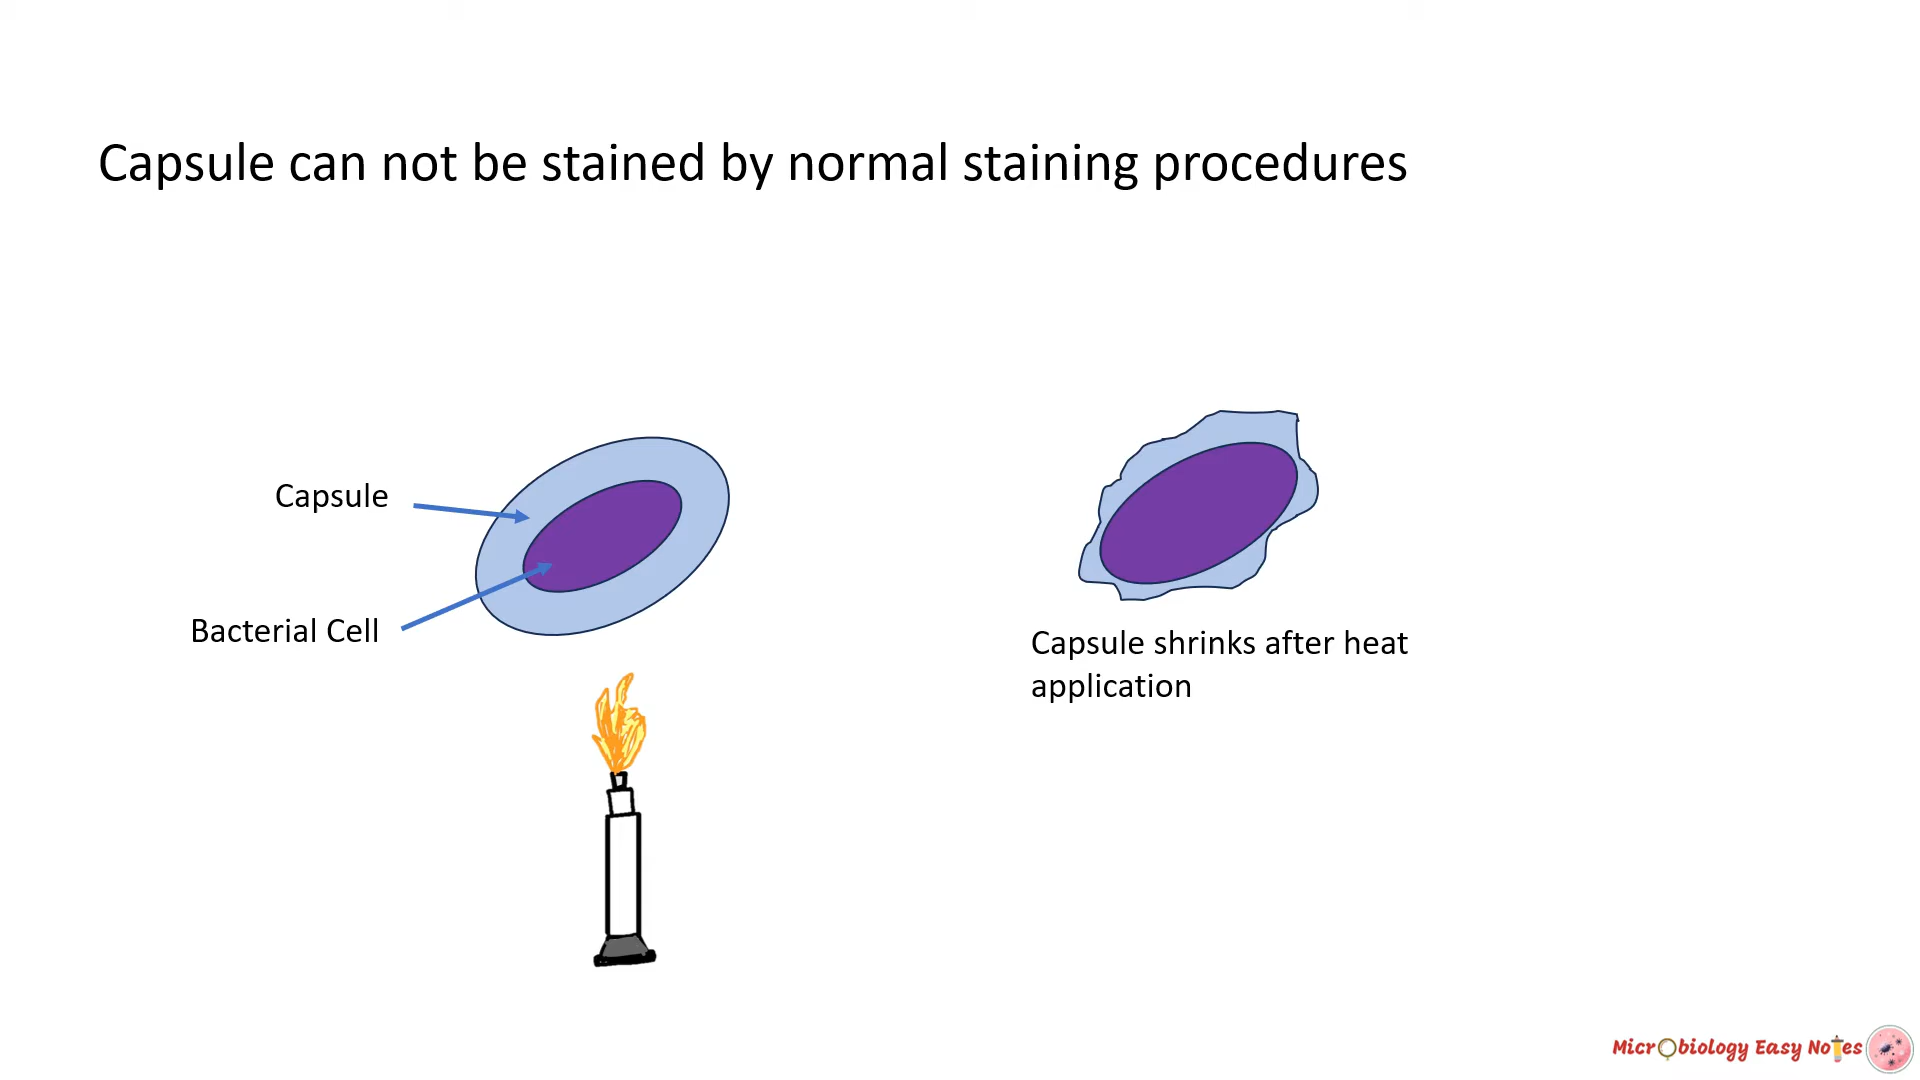 Capsule can not be stained by normal staining procedures
Capsule
Bacterial Cell
Capsule shrinks after heat
application
Microbiology Easy Notes